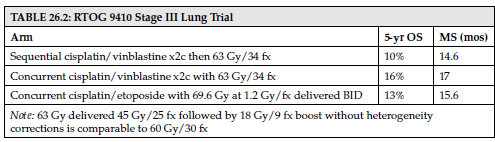 TABLE 26.2: RTOG 9410 Stage III Lung Trial
Arm 5-yr OS MS (mos)
Sequential cisplatin/vinblastine x2c then 63 Gy/34 fx 10% 14.6
Concurrent cisplatin/vinblastine x2c with 63 Gy/34 fx 16% 17
Concurrent cisplatin/etoposide with 69.6 Gy at 1.2 Gy/fx delivered BID 13% 15.6
Note: 63 Gy delivered 45 Gy/25 fx followed by 18 Gy/9 fx boost without heterogeneity
corrections is comparable to 60 Gy/30 fx